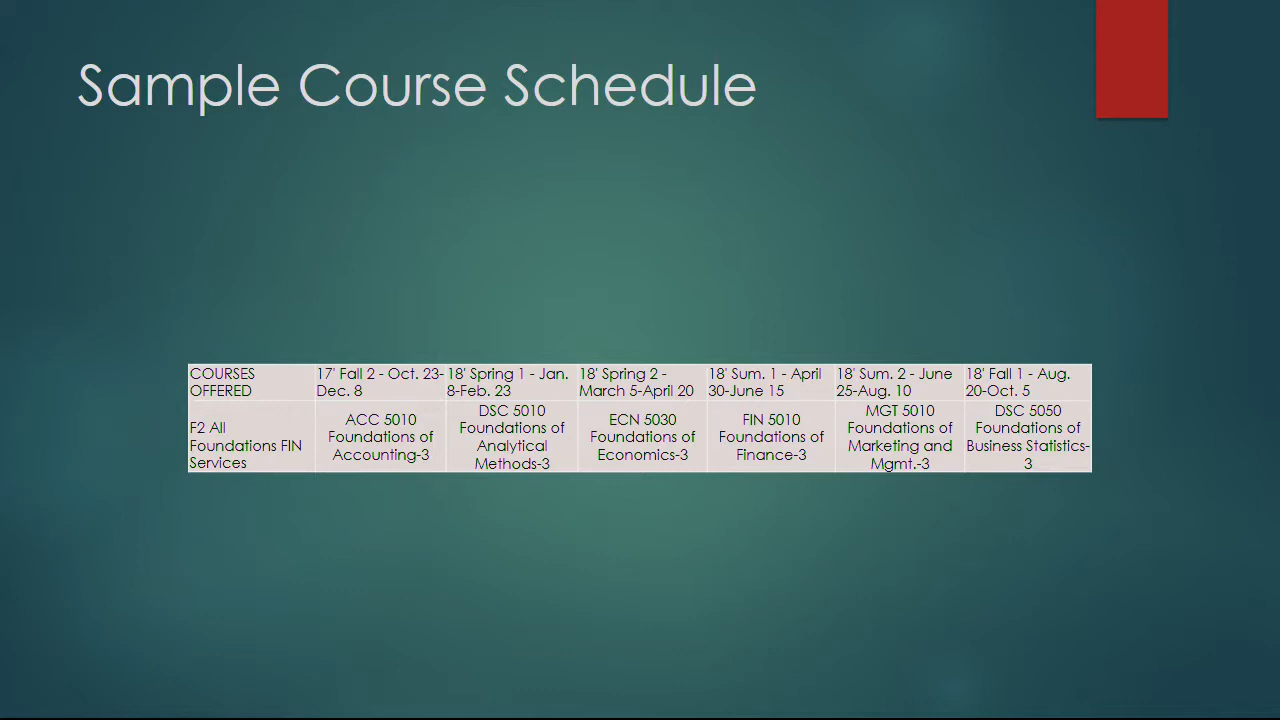 Sample Course Schedule
COURSES
OFFERED
17' Fall 2 - Oct. 23-
Dec. 8
18' Spring 1 - Jan.
8-Feb. 23
18' Spring 2 -
March 5-April 20
18' Sum. 1 - April
30-June 15
18' Sum. 2 - June
25-Aug. 10
18' Fall 1 - Aug.
20-Oct. 5
F2 All
Foundations FIN
Services
ACC 5010
Foundations of
Accounting-3
DSC 5010
Foundations of
Analytical
Methods-3
ECN 5030
Foundations of
Economics-3
FIN 5010
Foundations of
Finance-3
MGT 5010
Foundations of
Marketing and
Mgmt.-3
DSC 5050
Foundations of
Business Statistics-
3